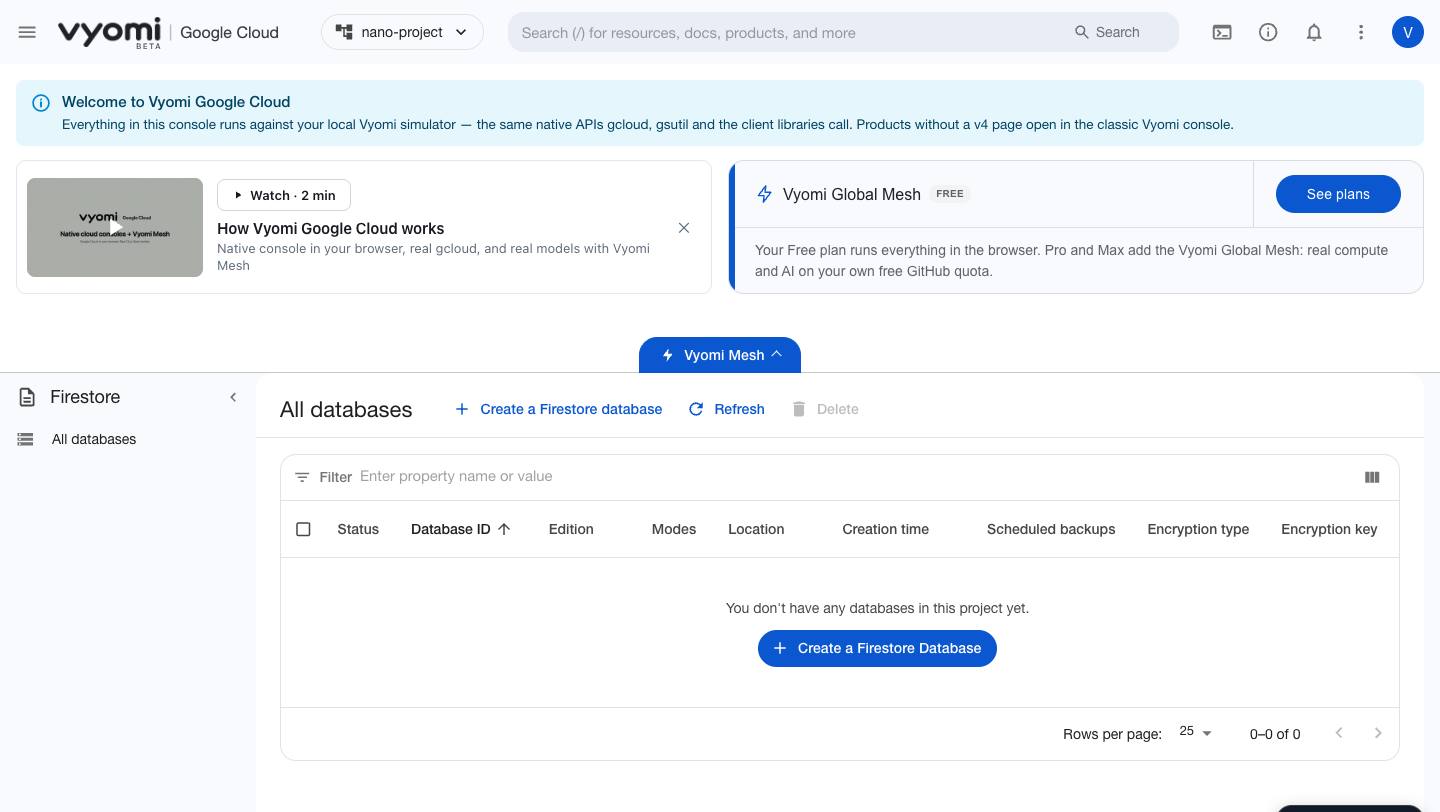 vyomi
BETA
Google Cloud
nano-project
Search (/) for resources, docs, products, and more
Search
V
Welcome to Vyomi Google Cloud
Everything in this console runs against your local Vyomi simulator — the same native APIs gcloud, gsutil and the client libraries call. Products without a v4 page open in the classic Vyomi console.
vyomi Google Cloud
Native cloud consoles + Vyomi Mesh
Watch · 2 min
How Vyomi Google Cloud works
Native console in your browser, real gcloud, and real models with Vyomi
Mesh
Vyomi Global Mesh
FREE
See plans
Your Free plan runs everything in the browser. Pro and Max add the Vyomi Global Mesh: real compute
and AI on your own free GitHub quota.
Vyomi Mesh
Firestore
All databases
All databases
Create a Firestore database
Refresh
Delete
Filter
Enter property name or value
Status
Database ID
Edition
Modes
Location
Creation time
Scheduled backups
Encryption type
Encryption key
You don't have any databases in this project yet.
Create a Firestore Database
Rows per page:
25
0–0 of 0